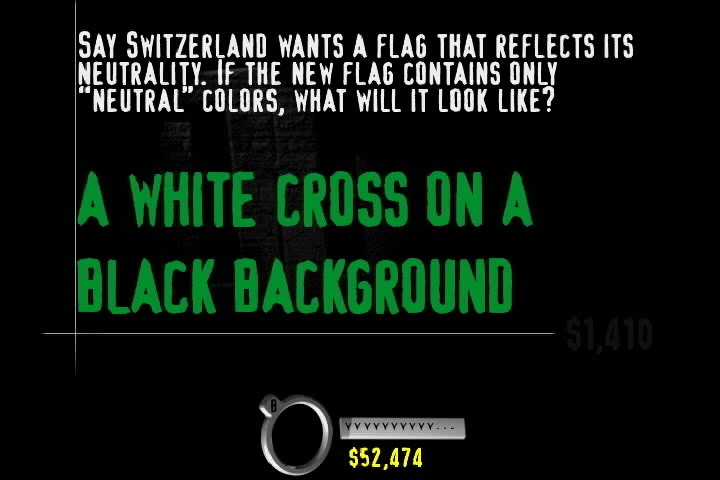 Say Switzerland wants a flag that reflects its
neutrality. If the new flag contains only
“neutral” colors, what will it look like?
A WHITE CROSS ON A
BLACK BACKGROUND
$1,410
YYYYYYYYYY...
$52,474